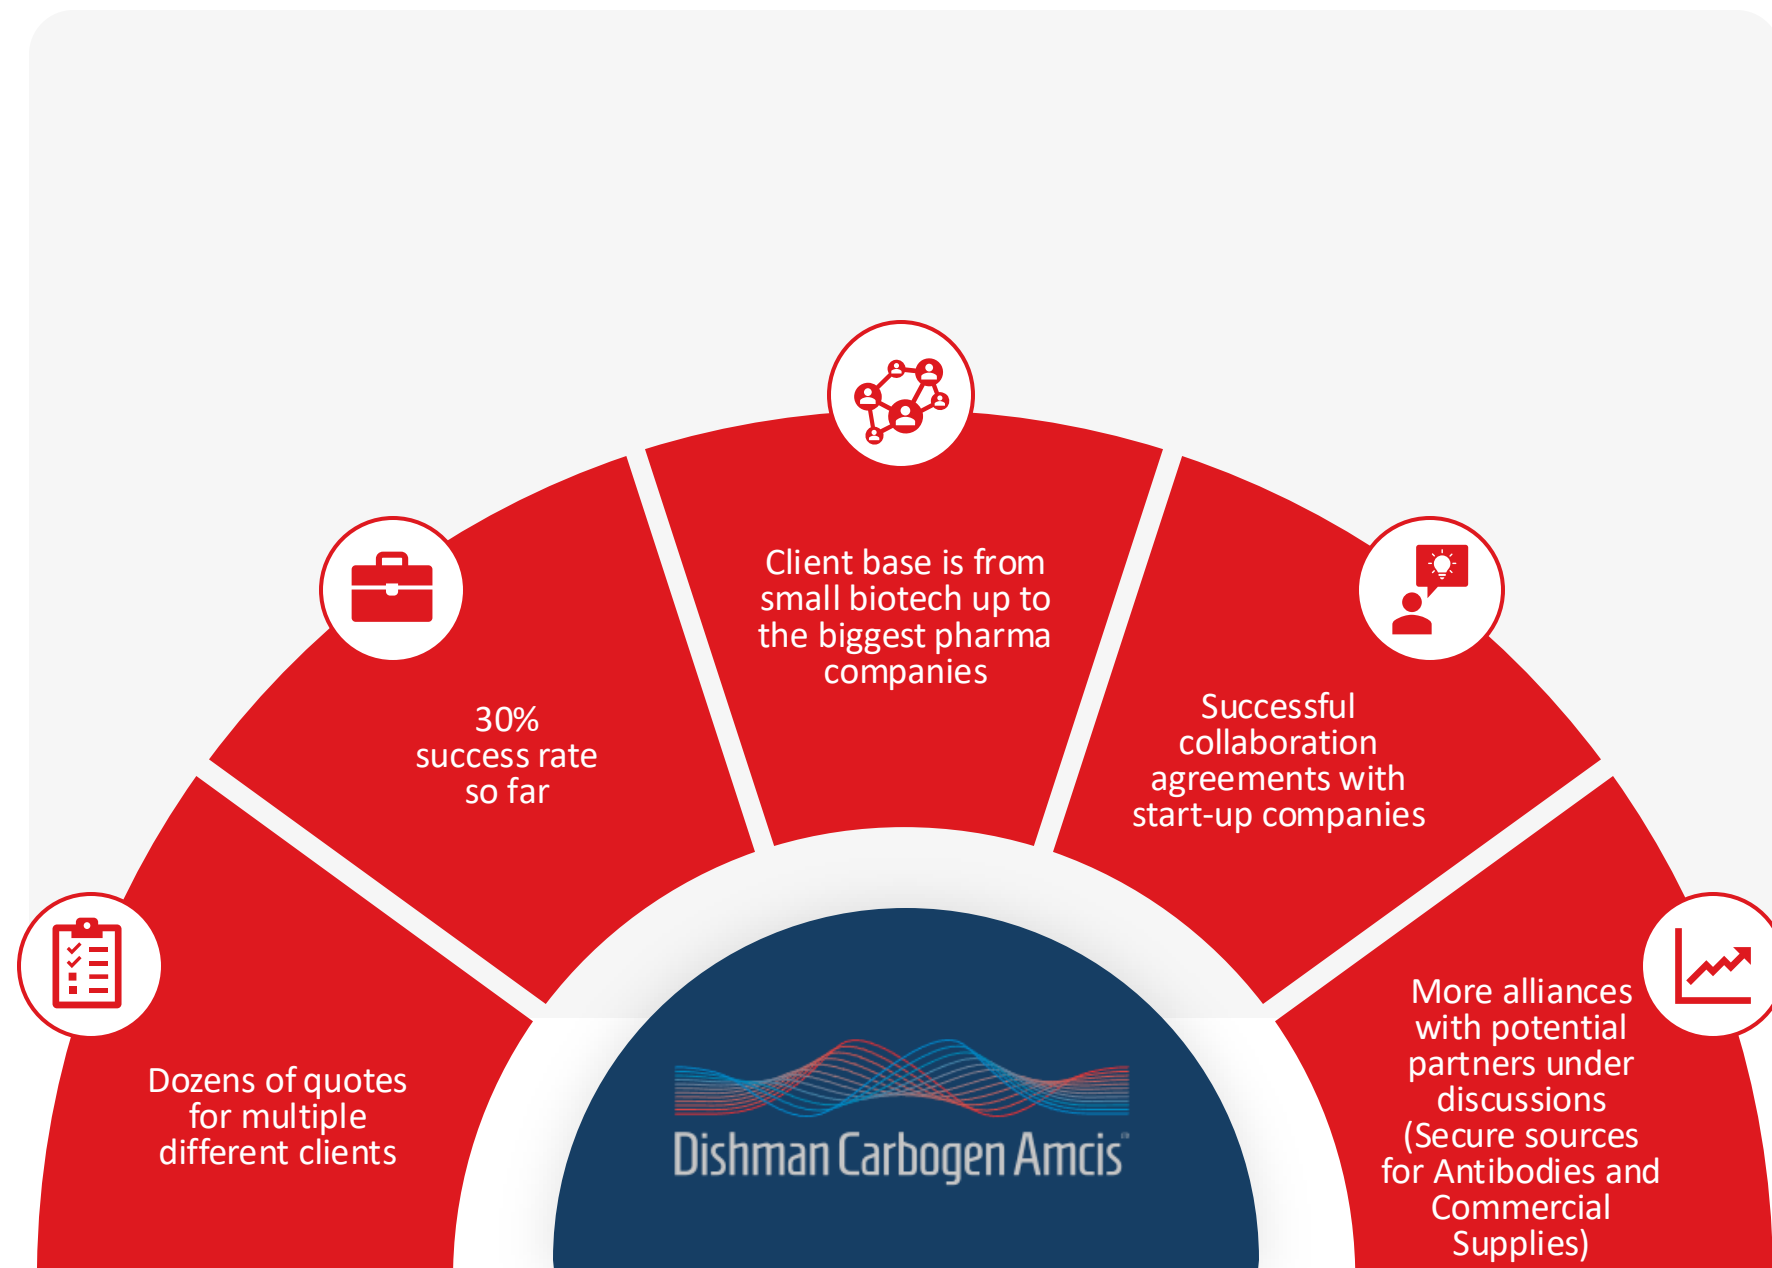 Dozens of quotes
for multiple
different clients
30%
success rate
so far
Client base is from
small biotech up to
the biggest pharma
companies
Successful
collaboration
agreements with
start-up companies
More alliances
with potential
partners under
discussions
(Secure sources
for Antibodies and
Commercial
Supplies)
Dishman Carbogen Amcis